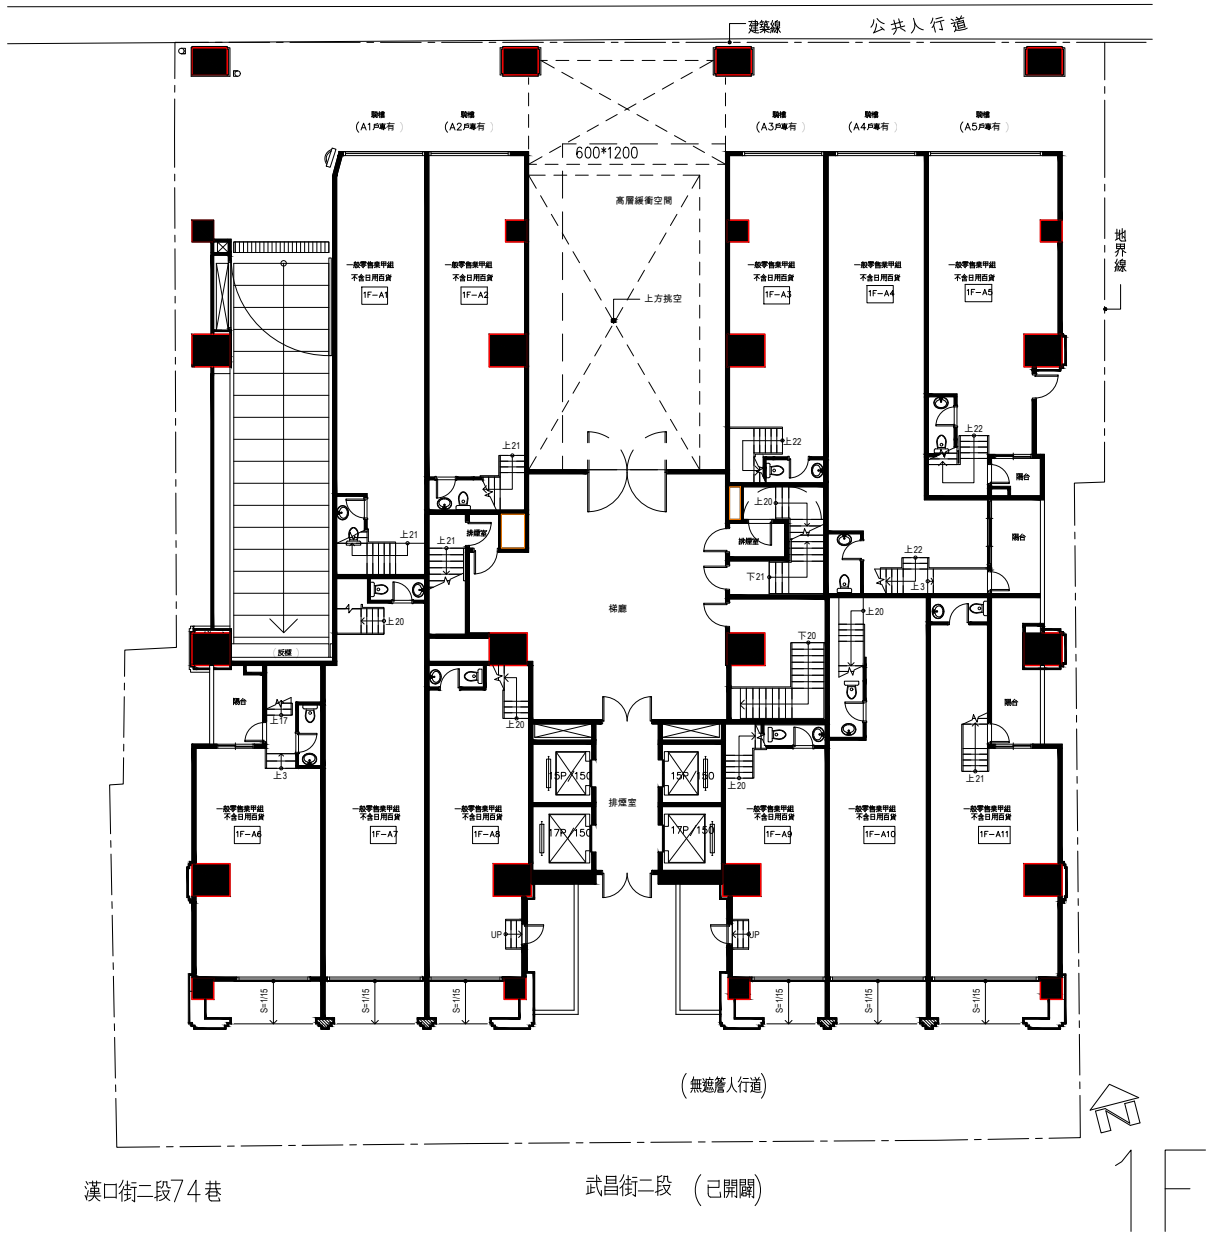 建築線
公共人行道
騎樓
(A1戶專有)
騎樓
(A2戶專有)
騎樓
(A3戶專有)
騎樓
(A4戶專有)
騎樓
(A5戶專有)
600*1200
高層緩衝空間
地界線
一般零售業甲組
不含日用百貨
1F-A1
一般零售業甲組
不含日用百貨
1F-A2
上方挑空
一般零售業甲組
不含日用百貨
1F-A3
一般零售業甲組
不含日用百貨
1F-A4
一般零售業甲組
不含日用百貨
1F-A5
上21
上22
上22
陽台
上20
上21
上21
排煙室
排煙室
陽台
上22
下21
上3
梯廳
上20
上20
下20
陽台
上17
上20
陽台
上3
15P/150
15P/150
上20
上21
排煙室
一般零售業甲組
不含日用百貨
1F-A6
一般零售業甲組
不含日用百貨
1F-A7
一般零售業甲組
不含日用百貨
1F-A8
17P/150
17P/150
一般零售業甲組
不含日用百貨
1F-A9
一般零售業甲組
不含日用百貨
1F-A10
一般零售業甲組
不含日用百貨
1F-A11
UP
UP
S=1/15
S=1/15
S=1/15
S=1/15
S=1/15
S=1/15
(無遮簷人行道)
漢口街二段74巷
武昌街二段 (已開闢)
1F